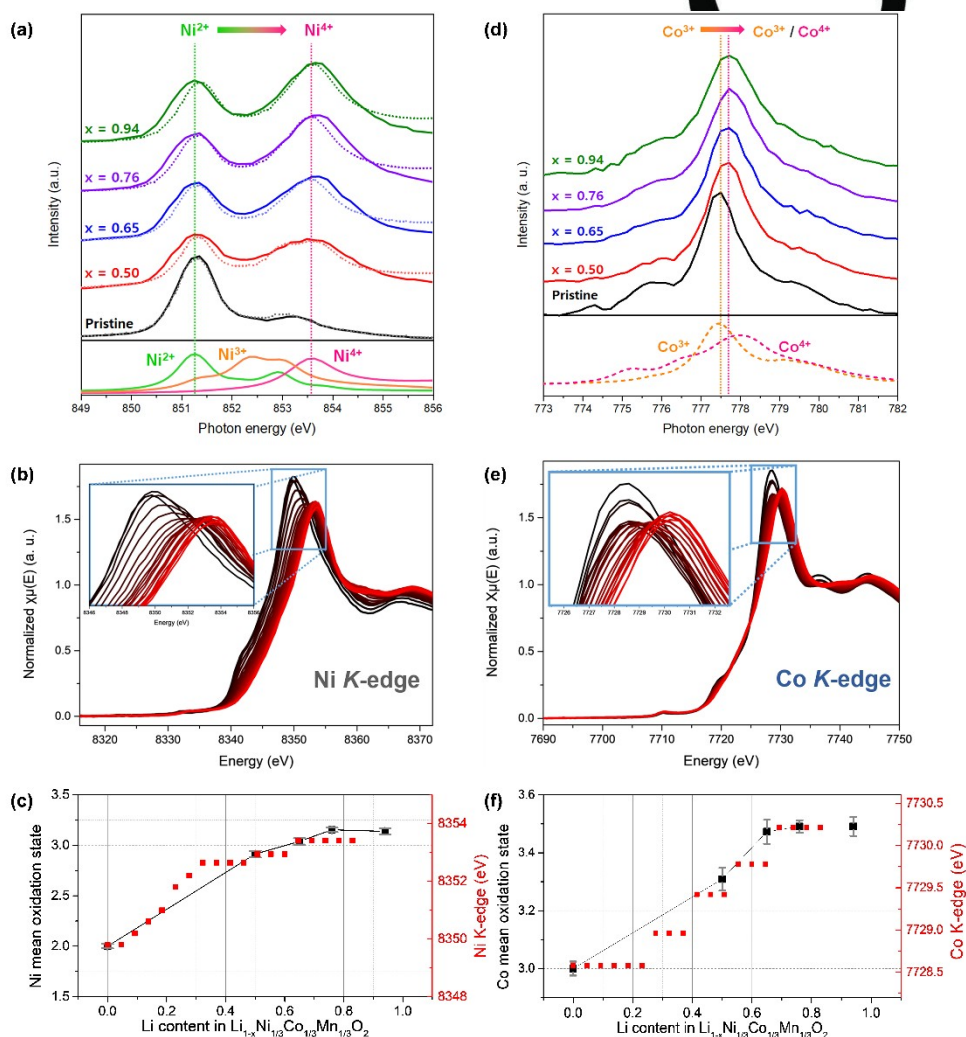 (a)
Ni²⁺ Ni⁴⁺
x = 0.94
x = 0.76
x = 0.65
x = 0.50
Pristine
Ni²⁺ Ni³⁺ Ni⁴⁺
Intensity (a.u.)
849 850 851 852 853 854 855 856
Photon energy (eV)
(d)
Co³⁺ Co³⁺ / Co⁴⁺
x = 0.94
x = 0.76
x = 0.65
x = 0.50
Pristine
Co³⁺ Co⁴⁺
Intensity (a.u.)
773 774 775 776 777 778 779 780 781 782
Photon energy (eV)
(b)
Normalized Xμ(E) (a. u.)
1.5
1.0
0.5
0.0
8346 8348 8350 8352 8354 8356
Energy (eV)
Ni K-edge
8320 8330 8340 8350 8360 8370
Energy (eV)
(e)
Normalized Xμ(E) (a. u.)
1.5
1.0
0.5
0.0
7726 7727 7728 7729 7730 7731 7732
Energy (eV)
Co K-edge
7690 7700 7710 7720 7730 7740 7750
Energy (eV)
(c)
Ni mean oxidation state
3.5
3.0
2.5
2.0
1.5
8354
8352
8350
8348
Ni K-edge (eV)
0.0 0.2 0.4 0.6 0.8 1.0
Li content in Li₁₋ₓNi₁/₃Co₁/₃Mn₁/₃O₂
(f)
Co mean oxidation state
3.6
3.4
3.2
3.0
7730.5
7730.0
7729.5
7729.0
7728.5
Co K-edge (eV)
0.0 0.2 0.4 0.6 0.8 1.0
Li content in Li₁₋ₓNi₁/₃Co₁/₃Mn₁/₃O₂